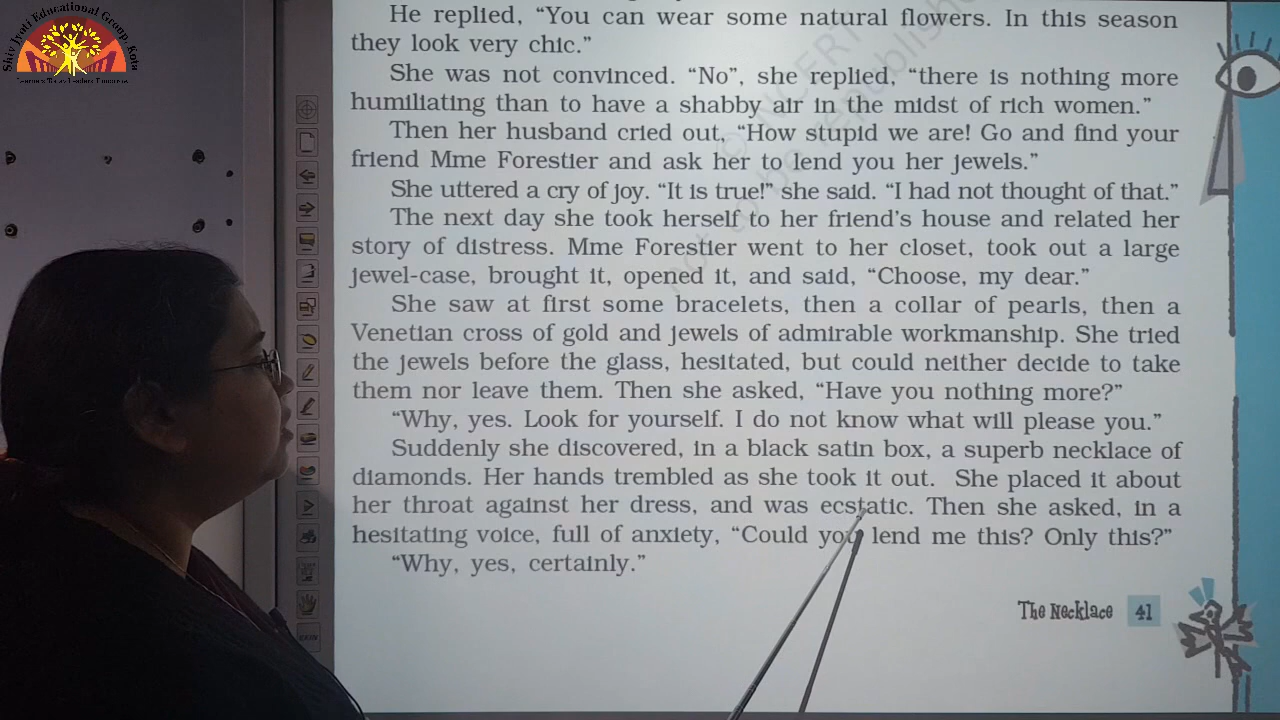 Shiv Jyoti Educational Group, Kota
He replied, “You can wear some natural flowers. In this season
they look very chic.”
She was not convinced. “No”, she replied, “there is nothing more
humiliating than to have a shabby air in the midst of rich women.”
Then her husband cried out, “How stupid we are! Go and find your
friend Mme Forestier and ask her to lend you her jewels.”
She uttered a cry of joy. “It is true!” she said. “I had not thought of that.”
The next day she took herself to her friend’s house and related her
story of distress. Mme Forestier went to her closet, took out a large
jewel-case, brought it, opened it, and said, “Choose, my dear.”
She saw at first some bracelets, then a collar of pearls, then a
Venetian cross of gold and jewels of admirable workmanship. She tried
the jewels before the glass, hesitated, but could neither decide to take
them nor leave them. Then she asked, “Have you nothing more?”
“Why, yes. Look for yourself. I do not know what will please you.”
Suddenly she discovered, in a black satin box, a superb necklace of
diamonds. Her hands trembled as she took it out. She placed it about
her throat against her dress, and was ecstatic. Then she asked, in a
hesitating voice, full of anxiety, “Could you lend me this? Only this?”
“Why, yes, certainly.”
The Necklace 41